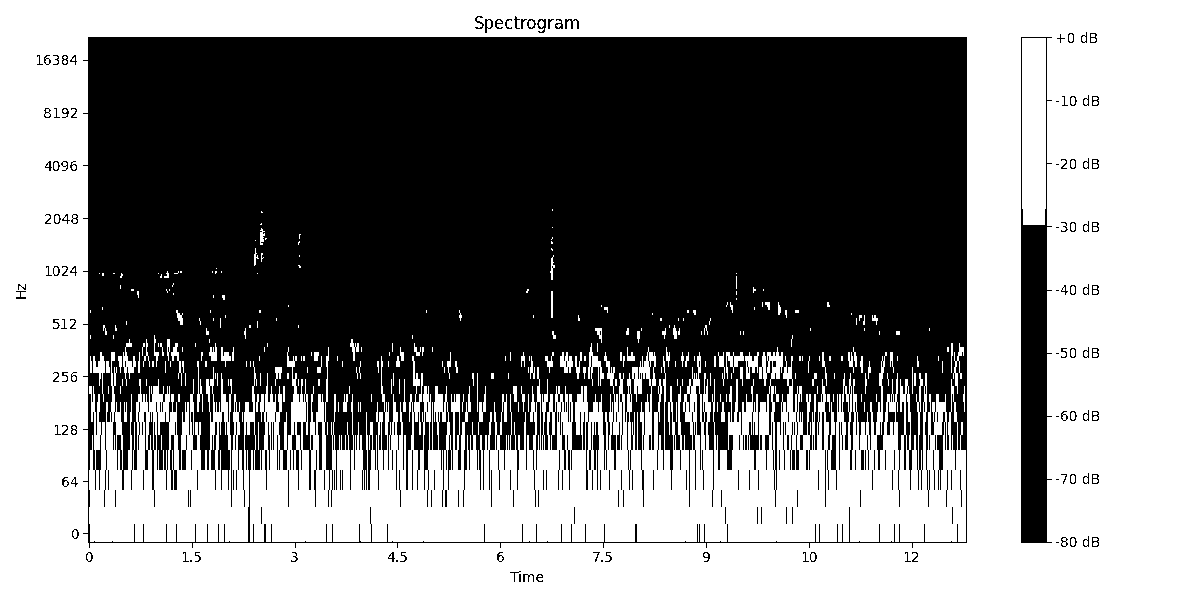 Spectrogram
16384
8192
4096
2048
1024
512
256
128
64
0
Hz
0 1.5 3 4.5 6 7.5 9 10 12
Time
+0 dB
-10 dB
-20 dB
-30 dB
-40 dB
-50 dB
-60 dB
-70 dB
-80 dB